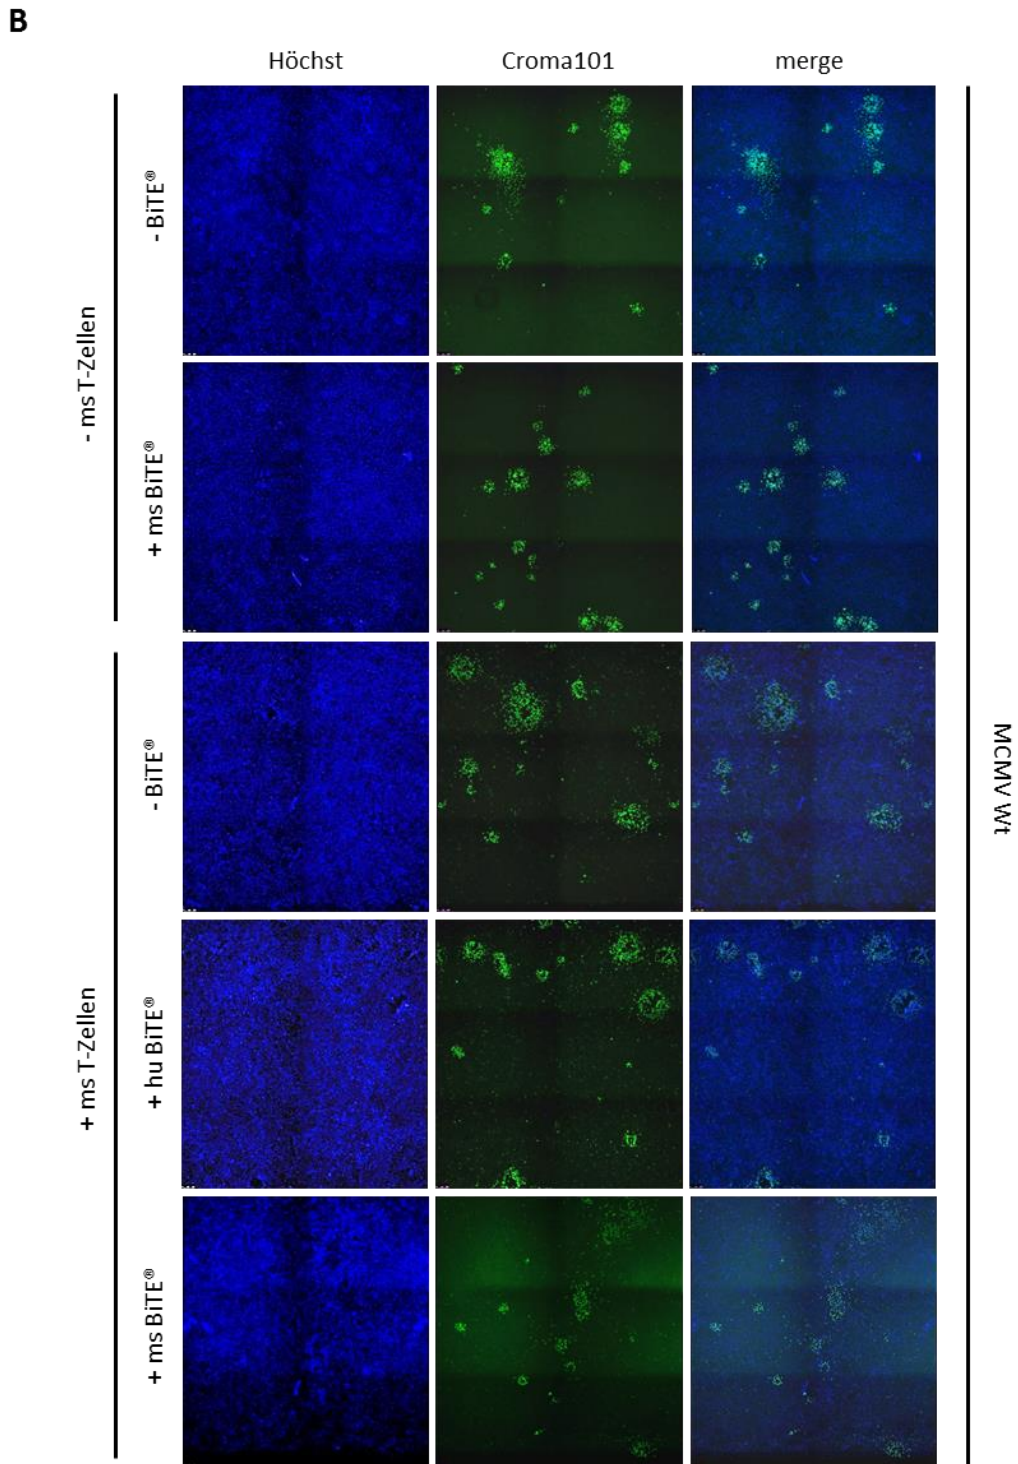 B
Höchst
Croma101
merge
- ms T-Zellen
- BiTE®
+ ms BiTE®
+ ms T-Zellen
- BiTE®
+ hu BiTE®
+ ms BiTE®
MCMV Wt